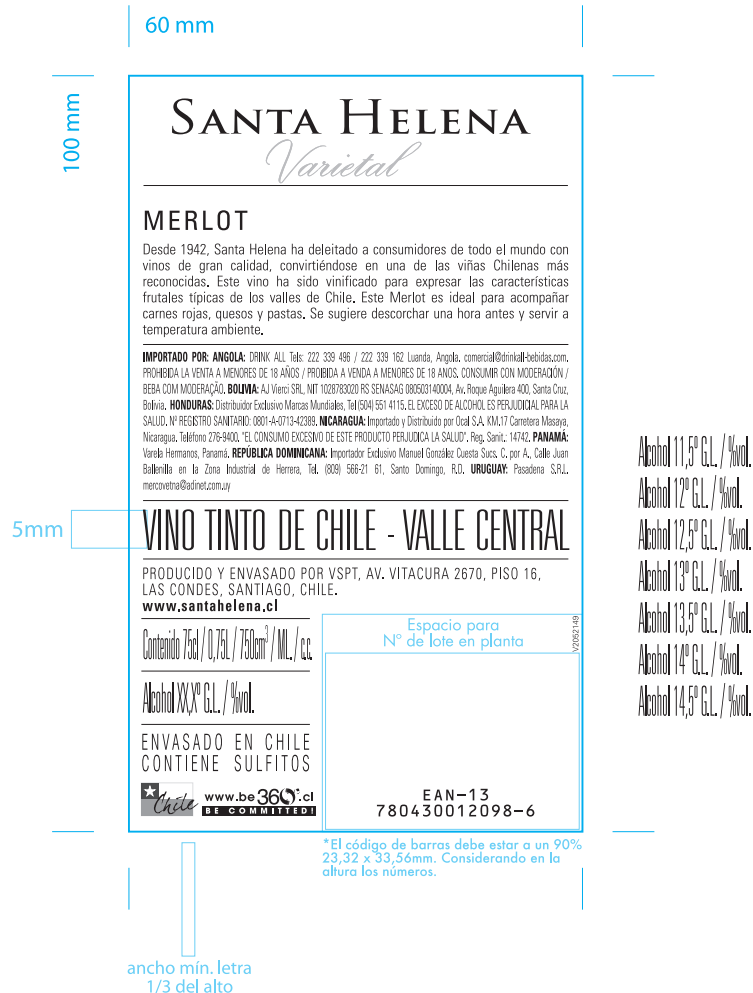 60 mm
100 mm
SANTA HELENA
Varietal
MERLOT
Desde 1942, Santa Helena ha deleitado a consumidores de todo el mundo con
vinos de gran calidad, convirtiéndose en una de las viñas Chilenas más
reconocidas. Este vino ha sido vinificado para expresar las características
frutales típicas de los valles de Chile. Este Merlot es ideal para acompañar
carnes rojas, quesos y pastas. Se sugiere descorchar una hora antes y servir a
temperatura ambiente.
IMPORTADO POR: ANGOLA: DRINK ALL Tels: 222 339 496 / 222 339 162 Luanda, Angola. comercial@drinkall-bebidas.com.
PROHIBIDA LA VENTA A MENORES DE 18 AÑOS / PROIBIDA A VENDA A MENORES DE 18 ANOS. CONSUMIR CON MODERACIÓN /
BEBA COM MODERAÇÃO. BOLIVIA: AJ Vierci SRL, NIT 1028783020 RS SENASAG 080503140004, Av. Roque Aguilera 400, Santa Cruz,
Bolivia. HONDURAS: Distribuidor Exclusivo Marcas Mundiales, Tel (504) 551 4115. EL EXCESO DE ALCOHOL ES PERJUDICIAL PARA LA
SALUD. Nº REGISTRO SANITARIO: 0801-A-0713-42389. NICARAGUA: Importado y Distribuido por Ocal S.A. KM.17 Carretera Masaya,
Nicaragua. Teléfono 276-9400. "EL CONSUMO EXCESIVO DE ESTE PRODUCTO PERJUDICA LA SALUD". Reg. Sanit.: 14742. PANAMÁ:
Varela Hermanos, Panamá. REPÚBLICA DOMINICANA: Importador Exclusivo Manuel González Cuesta Sucs. C. por A., Calle Juan
Ballenilla en la Zona Industrial de Herrera, Tel. (809) 566-21 61, Santo Domingo, R.D. URUGUAY: Pasadena S.R.L.
mercovetna@adinet.com.uy
5mm
VINO TINTO DE CHILE - VALLE CENTRAL
PRODUCIDO Y ENVASADO POR VSPT, AV. VITACURA 2670, PISO 16,
LAS CONDES, SANTIAGO, CHILE.
www.santahelena.cl
Contenido 75cl / 0,75L / 750cm³ / ML. / c.c.
Alcohol XX,Xº G.L. / %vol.
ENVASADO EN CHILE
CONTIENE SULFITOS
Chile
www.be360°.cl
BE COMMITTED!
Espacio para
Nº de lote en planta
V2052149
EAN-13
780430012098-6
*El código de barras debe estar a un 90%
23,32 x 33,56mm. Considerando en la
altura los números.
ancho mín. letra
1/3 del alto
Alcohol 11,5º G.L. / %vol.
Alcohol 12º G.L. / %vol.
Alcohol 12,5º G.L. / %vol.
Alcohol 13º G.L. / %vol.
Alcohol 13,5º G.L. / %vol.
Alcohol 14º G.L. / %vol.
Alcohol 14,5º G.L. / %vol.